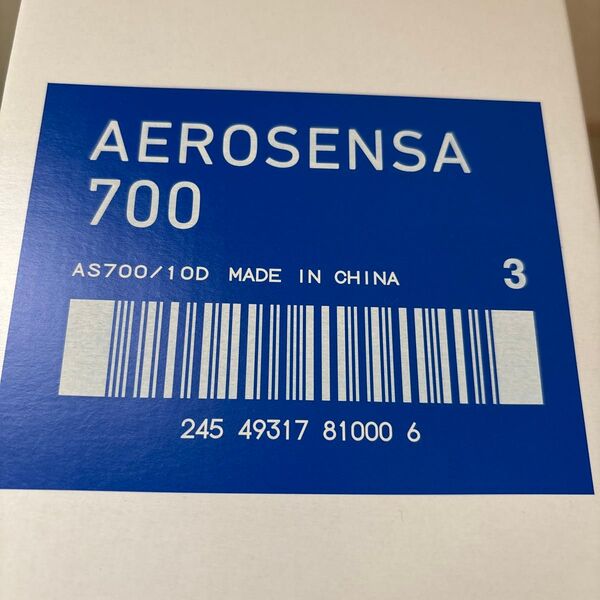 AEROSENSA
700
AS700/10D MADE IN CHINA 3
245 49317 81000 6